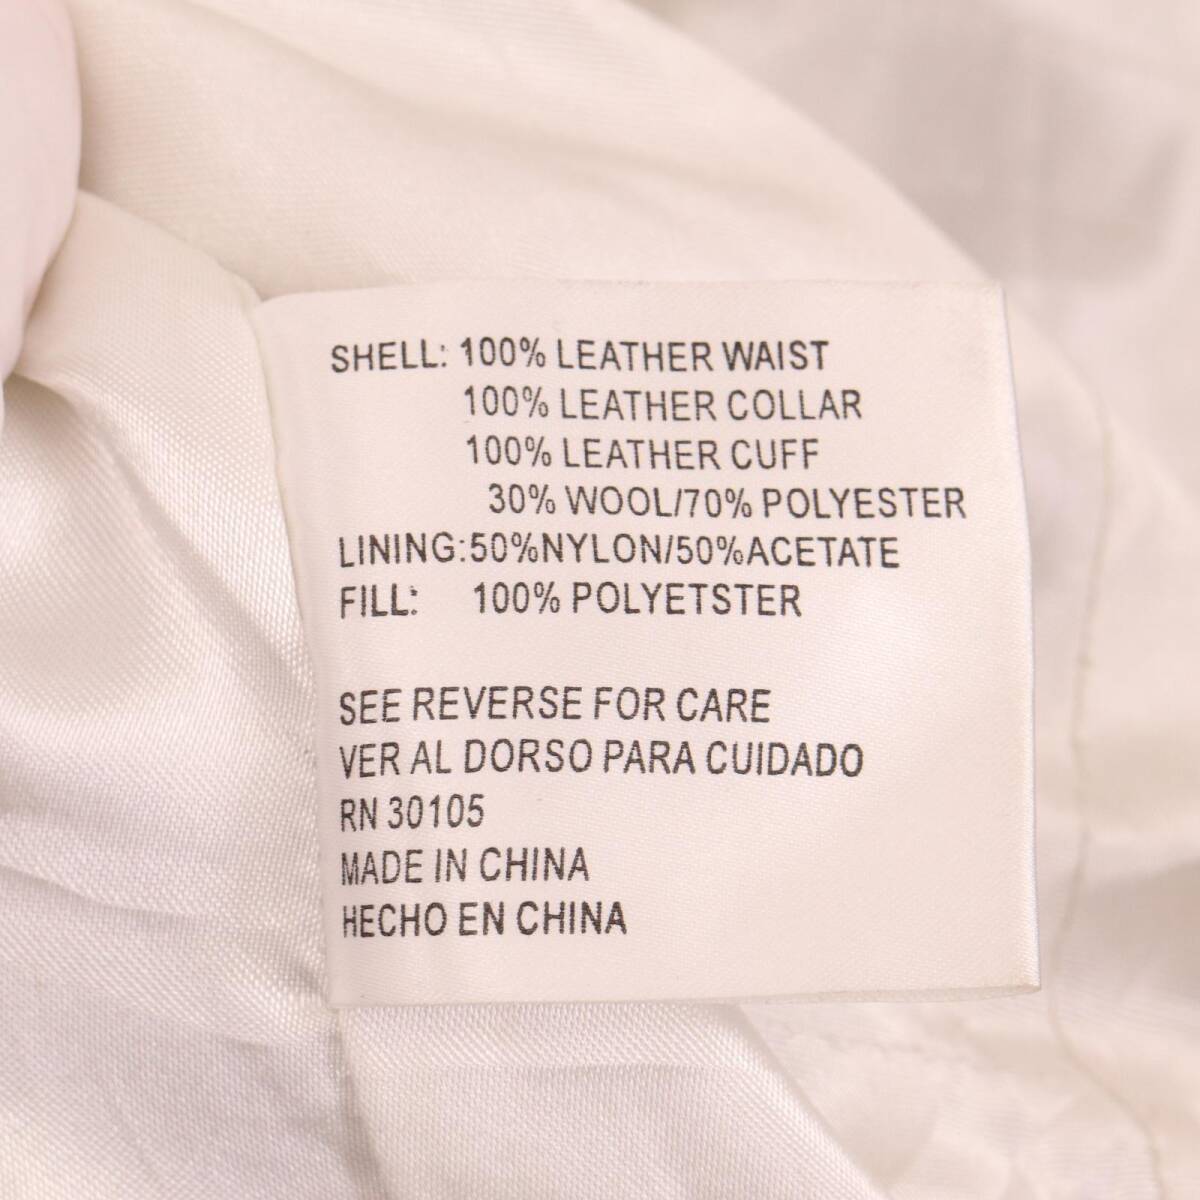 SHELL: 100% LEATHER WAIST
100% LEATHER COLLAR
100% LEATHER CUFF
30% WOOL/70% POLYESTER
LINING:50%NYLON/50%ACETATE
FILL: 100% POLYETSTER
SEE REVERSE FOR CARE
VER AL DORSO PARA CUIDADO
RN 30105
MADE IN CHINA
HECHO EN CHINA